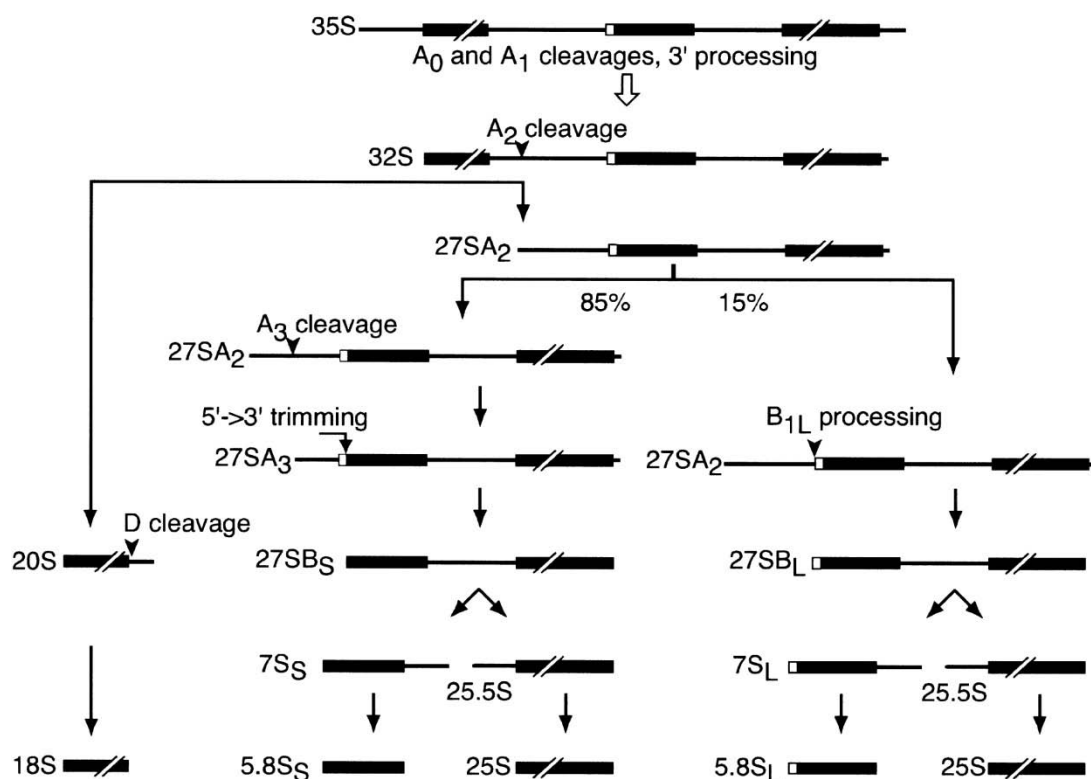 35S
A0 and A1 cleavages, 3' processing
A2 cleavage
32S
27SA2
85% 15%
A3 cleavage
27SA2
5'->3' trimming
B1L processing
27SA3
27SA2
D cleavage
20S
27SBS
27SBL
7SS
25.5S
7SL
25.5S
18S
5.8SS
25S
5.8SL
25S